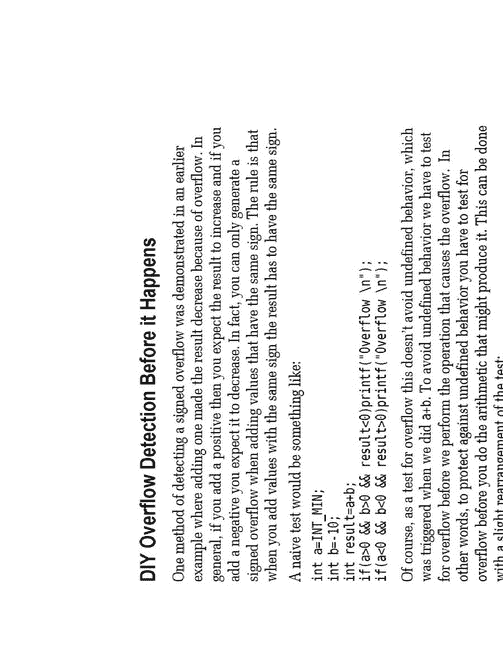 DIY Overflow Detection Before it Happens
One method of detecting a signed overflow was demonstrated in an earlier
example where adding one made the result decrease because of overflow. In
general, if you add a positive then you expect the result to increase and if you
add a negative you expect it to decrease. In fact, you can only generate a
signed overflow when adding values that have the same sign. The rule is that
when you add values with the same sign the result has to have the same sign.
A naive test would be something like:
int a=INT_MIN;
int b=-10;
int result=a+b;
if(a>0 && b>0 && result<0)printf("Overflow \n");
if(a<0 && b<0 && result>0)printf("Overflow \n");
Of course, as a test for overflow this doesn't avoid undefined behavior, which
was triggered when we did a+b. To avoid undefined behavior we have to test
for overflow before we perform the operation that causes the overflow. In
other words, to protect against undefined behavior you have to test for
overflow before you do the arithmetic that might produce it. This can be done
with a slight rearrangement of the test: